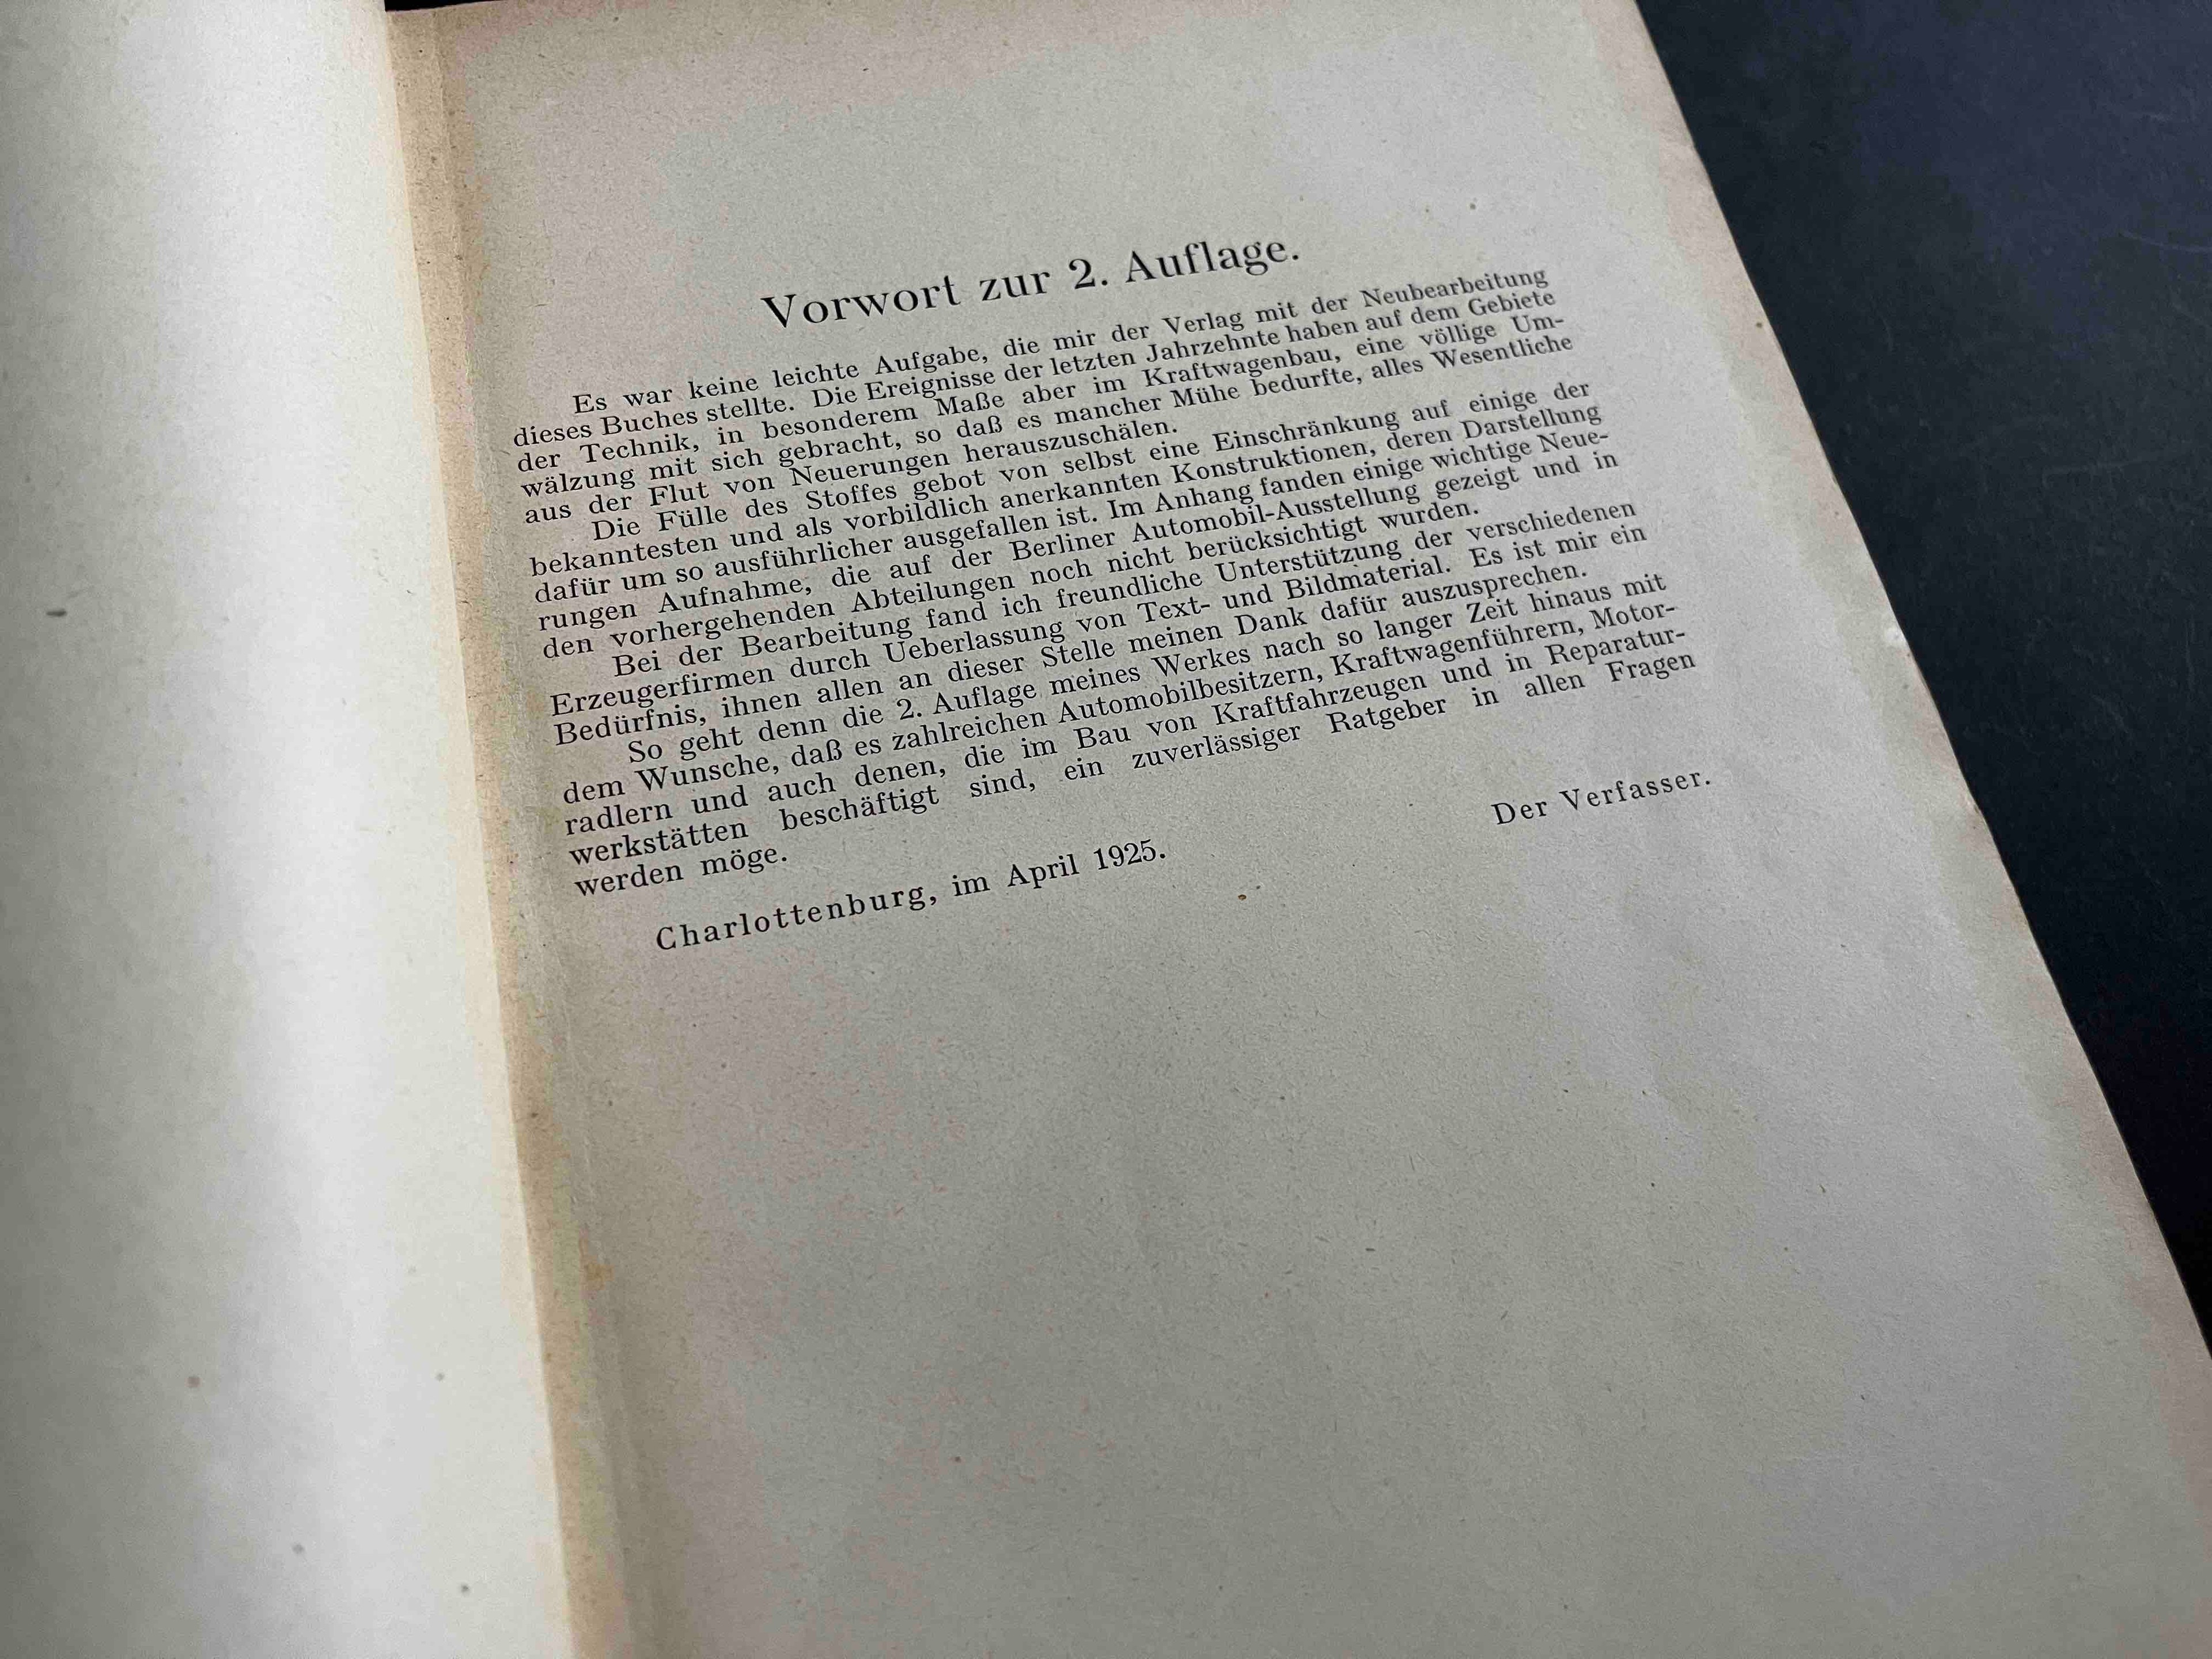 Vorwort zur 2. Auflage.
Es war keine leichte Aufgabe, die mir der Verlag mit der Neubearbeitung
dieses Buches stellte. Die Ereignisse der letzten Jahrzehnte haben auf dem Gebiete
der Technik, in besonderem Maße aber im Kraftwagenbau, eine völlige Um-
wälzung mit sich gebracht, so daß es mancher Mühe bedurfte, alles Wesentliche
aus der Flut von Neuerungen herauszuschälen.
Die Fülle des Stoffes gebot von selbst eine Einschränkung auf einige der
bekanntesten und als vorbildlich anerkannten Konstruktionen, deren Darstellung
dafür um so ausführlicher ausgefallen ist. Im Anhang fanden einige wichtige Neue-
rungen Aufnahme, die auf der Berliner Automobil-Ausstellung gezeigt und in
den vorhergehenden Abteilungen noch nicht berücksichtigt wurden.
Bei der Bearbeitung fand ich freundliche Unterstützung der verschiedenen
Erzeugerfirmen durch Ueberlassung von Text- und Bildmaterial. Es ist mir ein
Bedürfnis, ihnen allen an dieser Stelle meinen Dank dafür auszusprechen.
So geht denn die 2. Auflage meines Werkes nach so langer Zeit hinaus mit
dem Wunsche, daß es zahlreichen Automobilbesitzern, Kraftwagenführern, Motor-
radlern und auch denen, die im Bau von Kraftfahrzeugen und in Reparatur-
werkstätten beschäftigt sind, ein zuverlässiger Ratgeber in allen Fragen
werden möge.
Charlottenburg, im April 1925.
Der Verfasser.